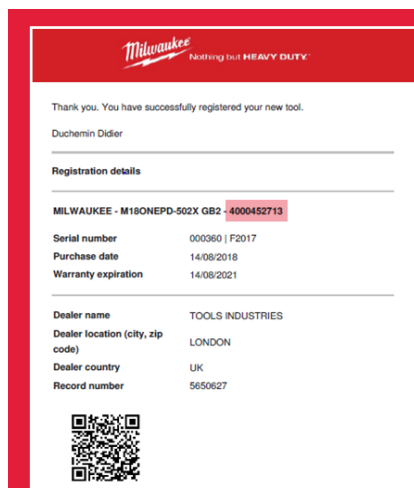 Milwaukee
Nothing but HEAVY DUTY.™
Thank you. You have successfully registered your new tool.
Duchemin Didier
Registration details
MILWAUKEE - M18ONEPD-502X GB2 - 4000452713
Serial number 000360 | F2017
Purchase date 14/08/2018
Warranty expiration 14/08/2021
Dealer name TOOLS INDUSTRIES
Dealer location (city, zip
code) LONDON
Dealer country UK
Record number 5650627